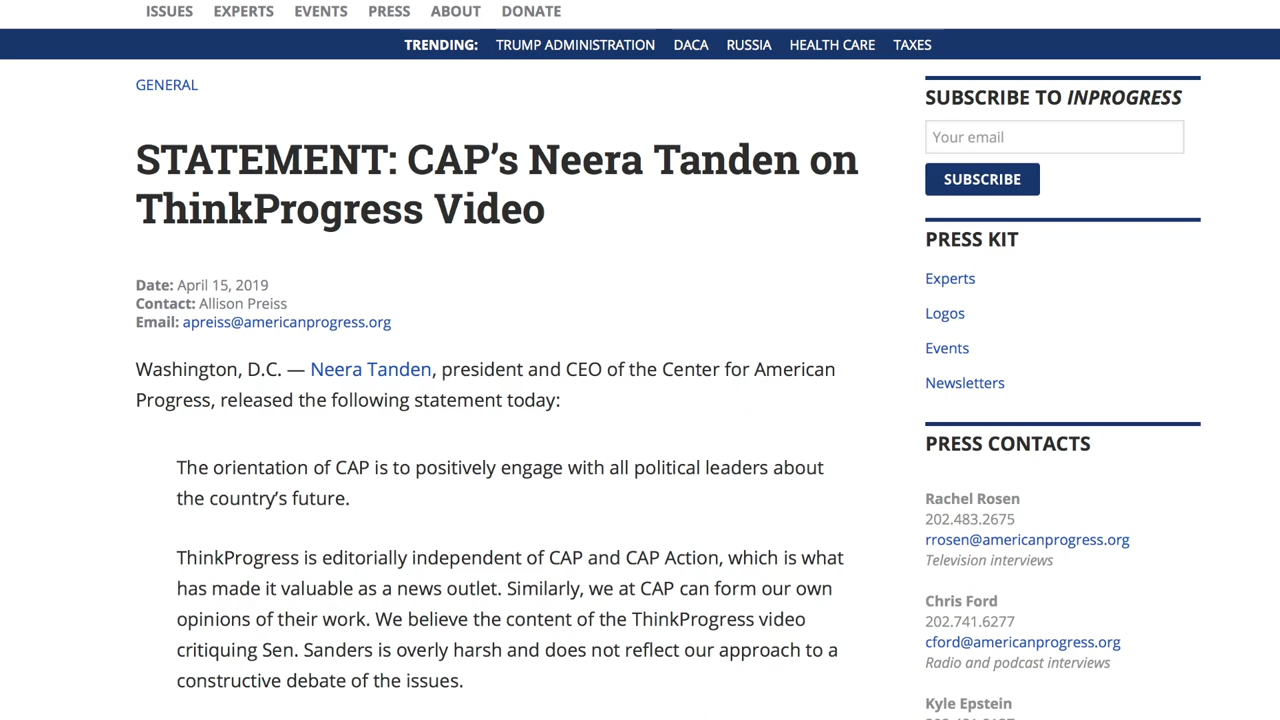 ISSUES EXPERTS EVENTS PRESS ABOUT DONATE
TRENDING: TRUMP ADMINISTRATION DACA RUSSIA HEALTH CARE TAXES
GENERAL
STATEMENT: CAP’s Neera Tanden on
ThinkProgress Video
Date: April 15, 2019
Contact: Allison Preiss
Email: apreiss@americanprogress.org
Washington, D.C. — Neera Tanden, president and CEO of the Center for American
Progress, released the following statement today:
The orientation of CAP is to positively engage with all political leaders about
the country’s future.
ThinkProgress is editorially independent of CAP and CAP Action, which is what
has made it valuable as a news outlet. Similarly, we at CAP can form our own
opinions of their work. We believe the content of the ThinkProgress video
critiquing Sen. Sanders is overly harsh and does not reflect our approach to a
constructive debate of the issues.
SUBSCRIBE TO INPROGRESS
Your email
SUBSCRIBE
PRESS KIT
Experts
Logos
Events
Newsletters
PRESS CONTACTS
Rachel Rosen
202.483.2675
rrosen@americanprogress.org
Television interviews
Chris Ford
202.741.6277
cford@americanprogress.org
Radio and podcast interviews
Kyle Epstein